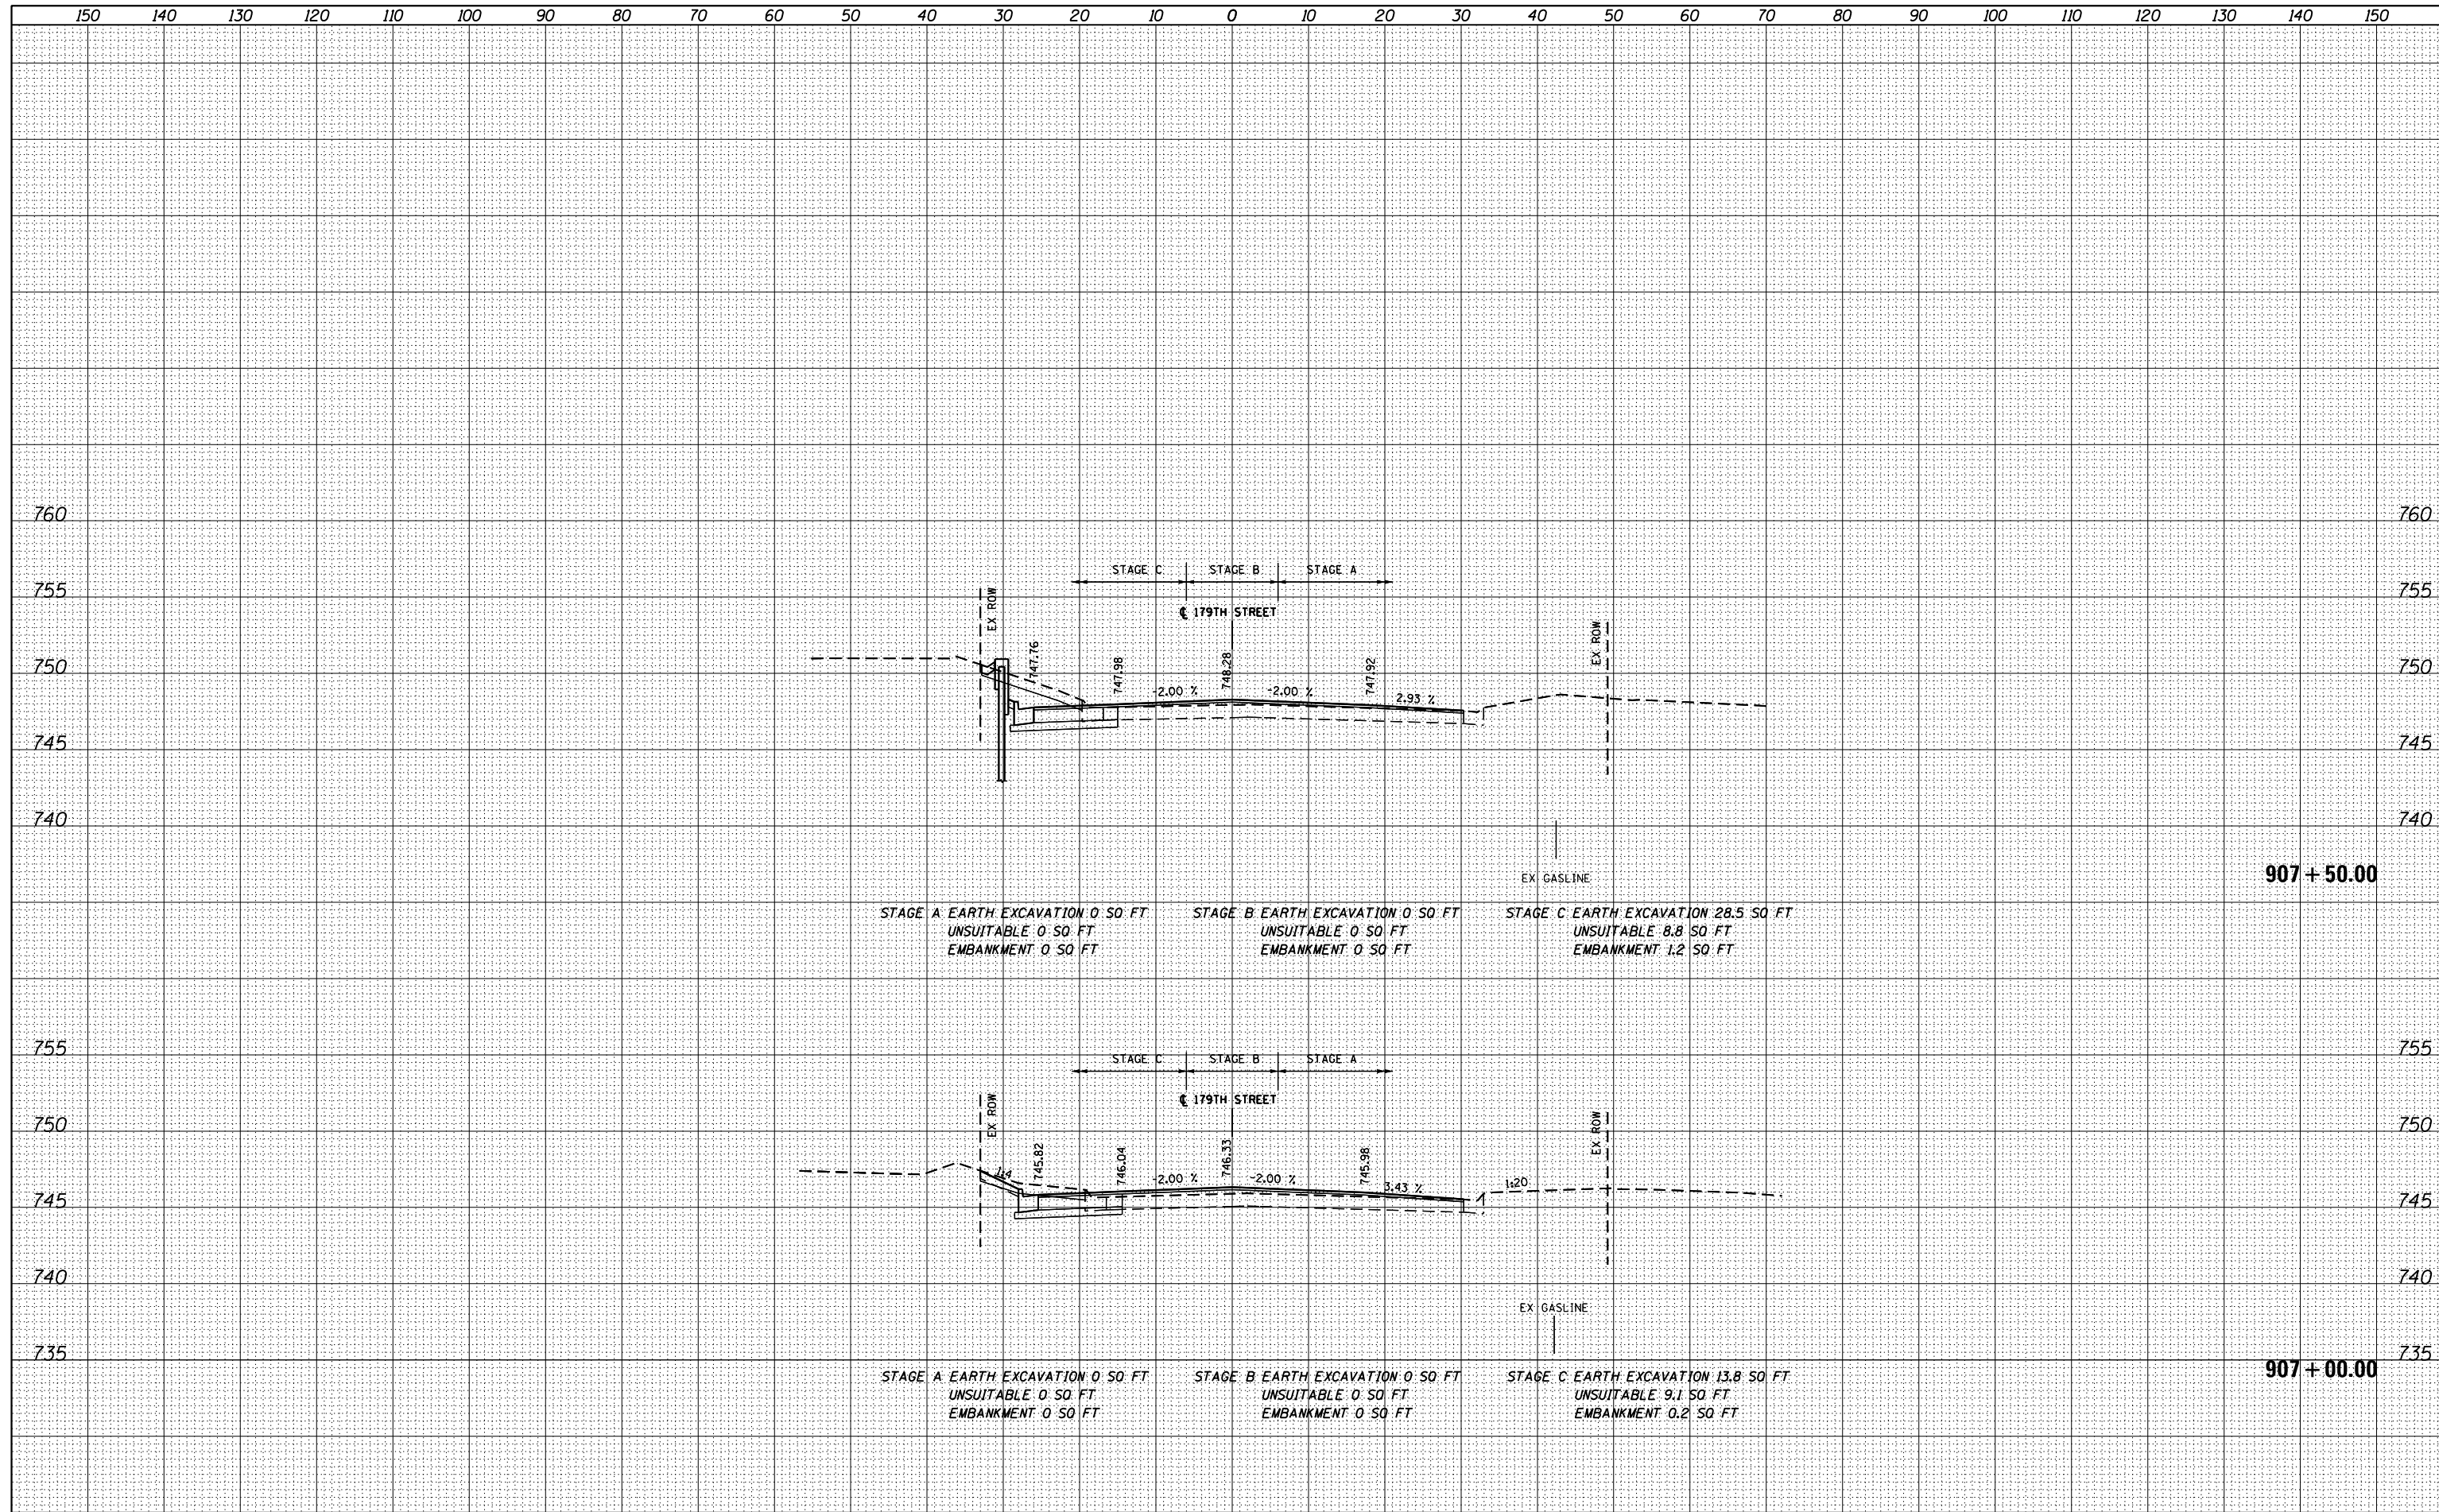 150 140 130 120 110 100 90 80 70 60 50 40 30 20 10 0 10 20 30 40 50 60 70 80 90 100 110 120 130 140 150
760 760
STAGE C STAGE B STAGE A
755 755
EX ROW
℄ 179TH STREET
EX ROW
750 750
747.76
747.98
748.28
747.92
-2.00 %
-2.00 %
2.93 %
745 745
740 740
EX GASLINE
907+50.00
STAGE A EARTH EXCAVATION 0 SQ FT
UNSUITABLE 0 SQ FT
EMBANKMENT 0 SQ FT
STAGE B EARTH EXCAVATION 0 SQ FT
UNSUITABLE 0 SQ FT
EMBANKMENT 0 SQ FT
STAGE C EARTH EXCAVATION 28.5 SQ FT
UNSUITABLE 8.8 SQ FT
EMBANKMENT 1.2 SQ FT
755 755
STAGE C STAGE B STAGE A
EX ROW
℄ 179TH STREET
EX ROW
750 750
745.82
746.04
746.33
745.98
1:4
-2.00 %
-2.00 %
3.43 %
1:20
745 745
740 740
EX GASLINE
735 735
907+00.00
STAGE A EARTH EXCAVATION 0 SQ FT
UNSUITABLE 0 SQ FT
EMBANKMENT 0 SQ FT
STAGE B EARTH EXCAVATION 0 SQ FT
UNSUITABLE 0 SQ FT
EMBANKMENT 0 SQ FT
STAGE C EARTH EXCAVATION 13.8 SQ FT
UNSUITABLE 9.1 SQ FT
EMBANKMENT 0.2 SQ FT